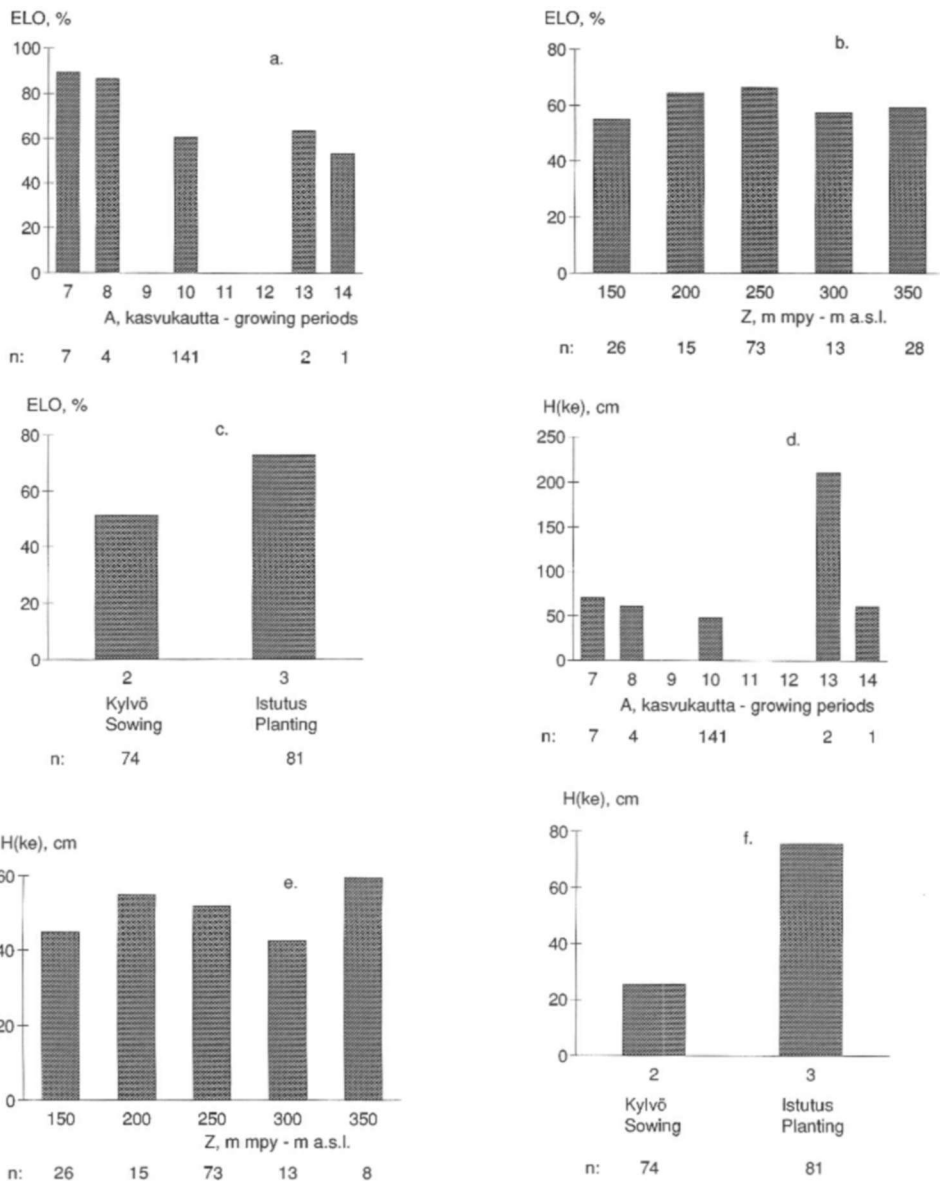 ELO, %
a.
100
80
60
40
20
0
7 8 9 10 11 12 13 14
A, kasvukautta - growing periods
n: 7 4 141 2 1
ELO, %
b.
80
60
40
20
0
150 200 250 300 350
Z, m mpy - m a.s.l.
n: 26 15 73 13 28
ELO, %
c.
80
60
40
20
0
2 3
Kylvö Istutus
Sowing Planting
n: 74 81
H(ke), cm
d.
250
200
150
100
50
0
7 8 9 10 11 12 13 14
A, kasvukautta - growing periods
n: 7 4 141 2 1
H(ke), cm
e.
60
40
20
0
150 200 250 300 350
Z, m mpy - m a.s.l.
n: 26 15 73 13 8
H(ke), cm
f.
80
60
40
20
0
2 3
Kylvö Istutus
Sowing Planting
n: 74 81